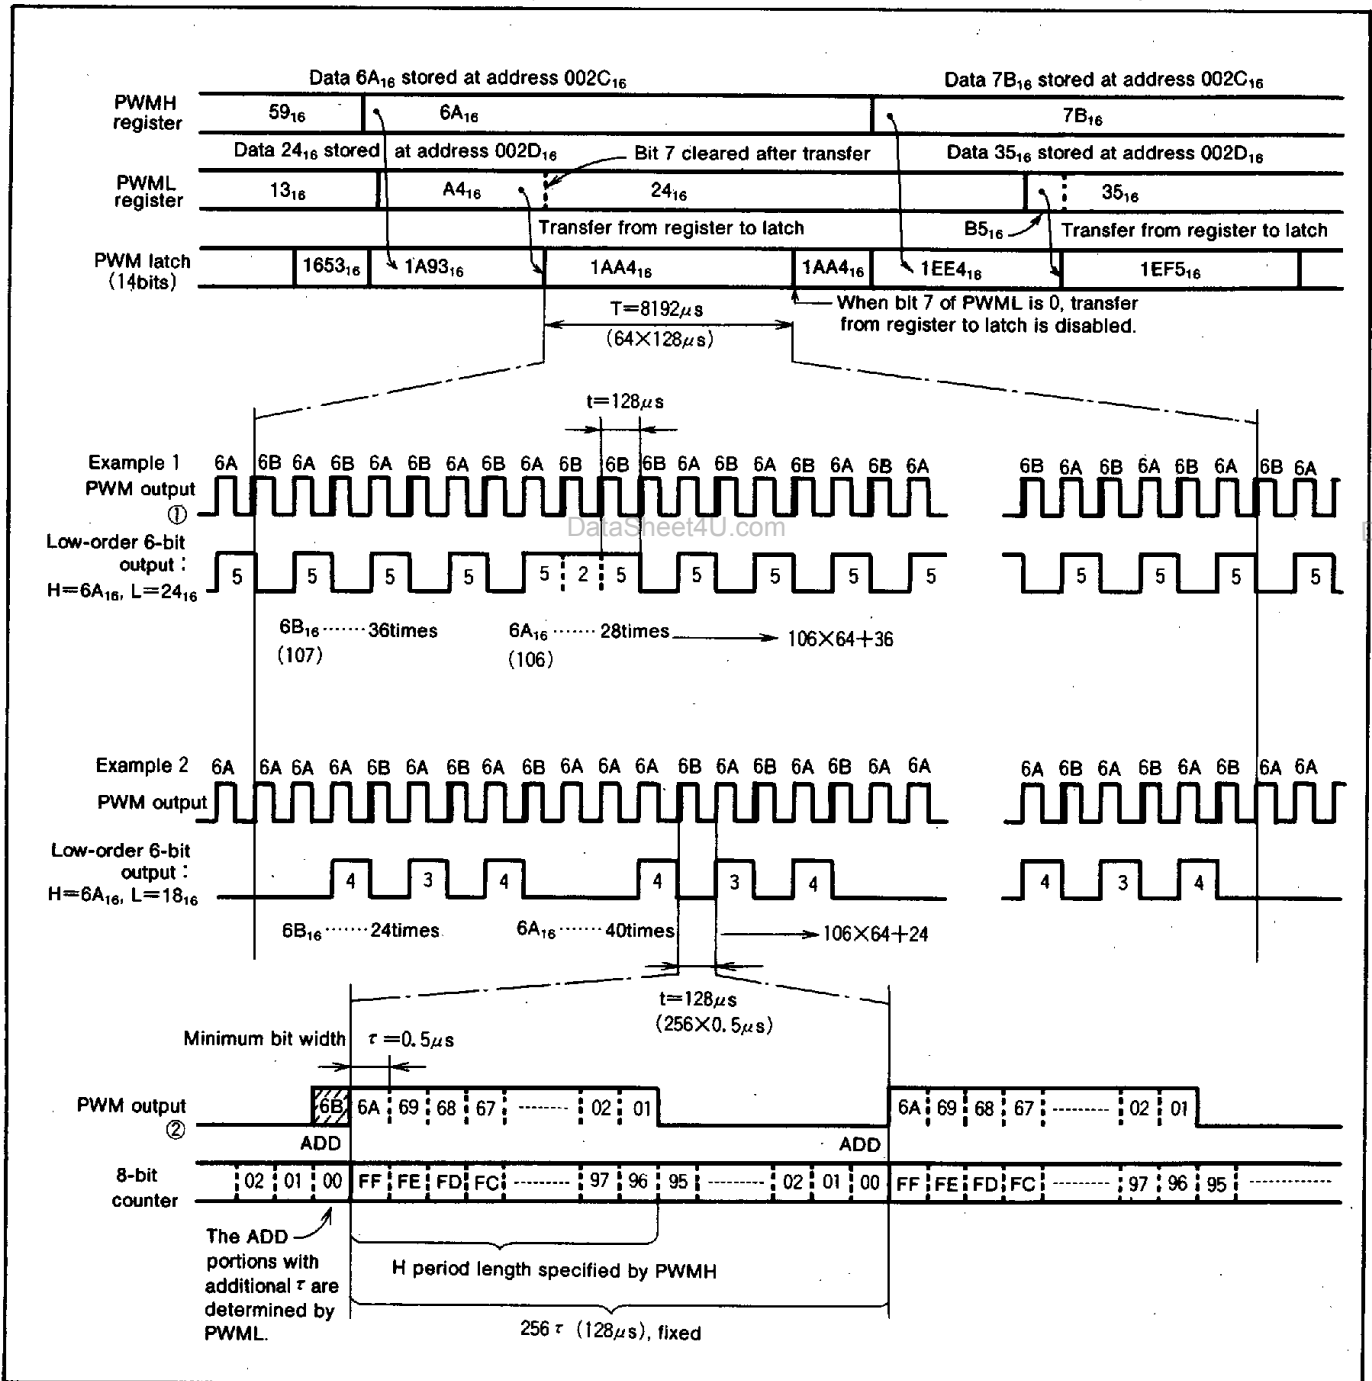 Data 6A₁₆ stored at address 002C₁₆
Data 7B₁₆ stored at address 002C₁₆
PWMH register
59₁₆ 6A₁₆ 7B₁₆
Data 24₁₆ stored at address 002D₁₆
Bit 7 cleared after transfer
Data 35₁₆ stored at address 002D₁₆
PWML register
13₁₆ A4₁₆ 24₁₆ 35₁₆
Transfer from register to latch
B5₁₆
Transfer from register to latch
PWM latch
(14bits)
1653₁₆ 1A93₁₆ 1AA4₁₆ 1AA4₁₆ 1EE4₁₆ 1EF5₁₆
T=8192μs
(64×128μs)
When bit 7 of PWML is 0, transfer
from register to latch is disabled.
t=128μs
Example 1
PWM output
①
6A 6B 6A 6B 6A 6B 6A 6B 6A 6B 6B 6B 6A 6B 6A 6B 6A 6B 6A 6B 6A 6B 6A 6B 6A 6B 6A
DataSheet4U.com
Low-order 6-bit
output :
H=6A₁₆, L=24₁₆
5 5 5 5 5 2 5 5 5 5 5 5 5 5 5
6B₁₆ ······· 36times
(107)
6A₁₆ ······· 28times
(106)
106×64+36
Example 2
PWM output
6A 6A 6A 6A 6B 6A 6B 6A 6B 6A 6A 6A 6B 6A 6B 6A 6B 6A 6A 6A 6B 6A 6B 6A 6B 6A 6A
Low-order 6-bit
output :
H=6A₁₆, L=18₁₆
4 3 4 4 3 4 4 3 4
6B₁₆ ······· 24times
6A₁₆ ······ 40times
106×64+24
t=128μs
(256×0.5μs)
Minimum bit width τ=0.5μs
PWM output
②
6B 6A 69 68 67 -------- 02 01
6A 69 68 67 -------- 02 01
ADD
ADD
8-bit
counter
02 01 00 FF FE FD FC -------- 97 96 95 -------- 02 01 00 FF FE FD FC -------- 97 96 95 --------
The ADD
portions with
additional τ are
determined by
PWML.
H period length specified by PWMH
256 τ (128μs), fixed